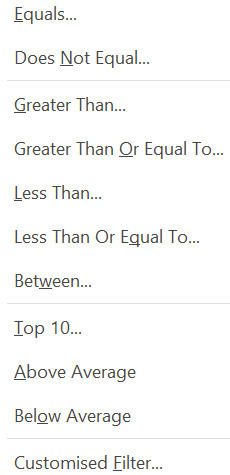 Equals...
Does Not Equal...
Greater Than...
Greater Than Or Equal To...
Less Than...
Less Than Or Equal To...
Between...
Top 10...
Above Average
Below Average
Customised Filter...